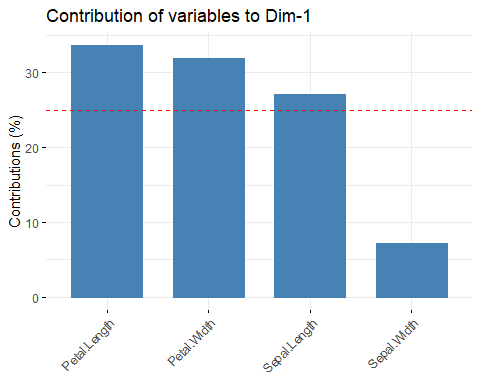 Contribution of variables to Dim-1
Contributions (%)
30
20
10
0
Petal.Length
Petal.Width
Sepal.Length
Sepal.Width